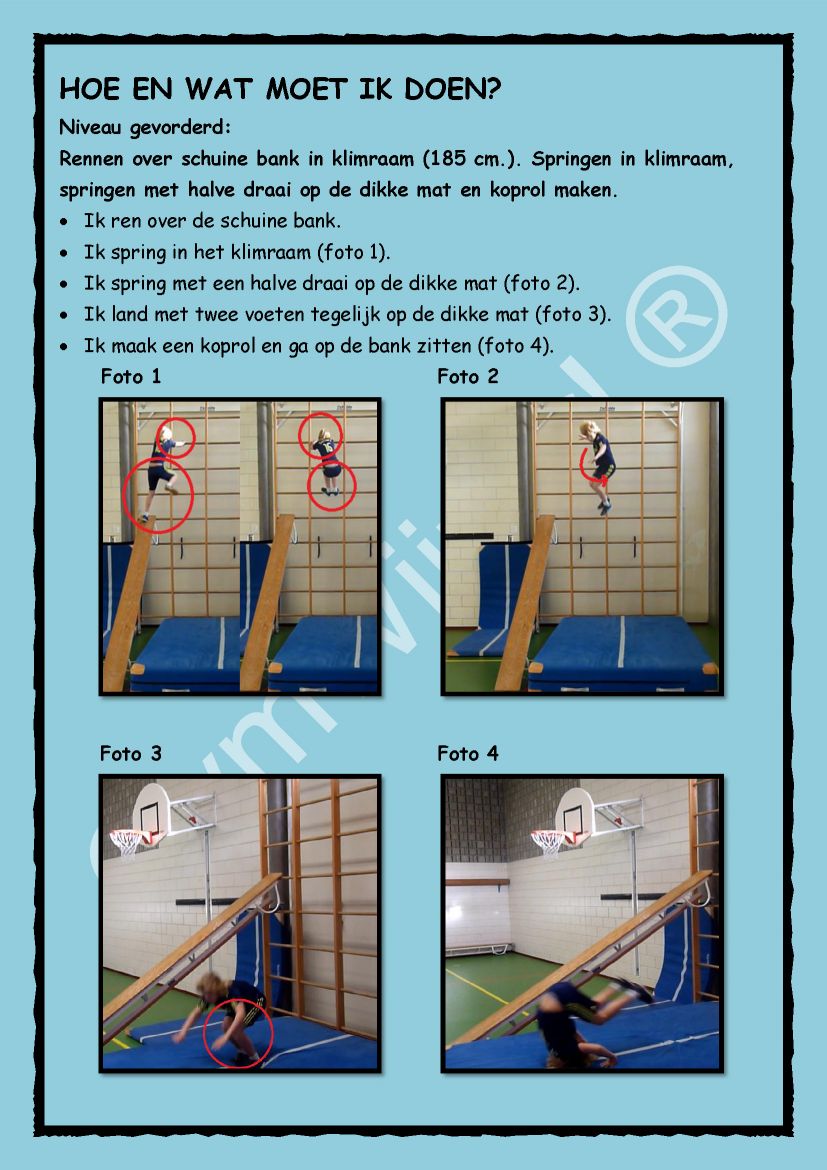 HOE EN WAT MOET IK DOEN?
Niveau gevorderd:
Rennen over schuine bank in klimraam (185 cm.). Springen in klimraam,
springen met halve draai op de dikke mat en koprol maken.
• Ik ren over de schuine bank.
• Ik spring in het klimraam (foto 1).
• Ik spring met een halve draai op de dikke mat (foto 2).
• Ik land met twee voeten tegelijk op de dikke mat (foto 3).
• Ik maak een koprol en ga op de bank zitten (foto 4).
Foto 1
Foto 2
Foto 3
Foto 4
®